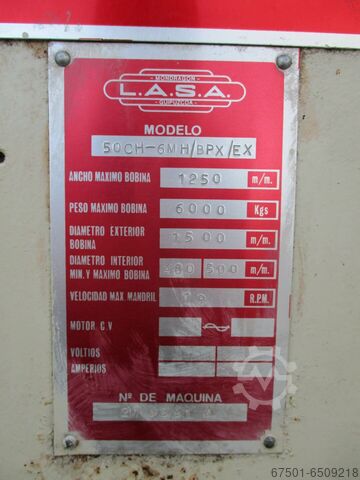 MONDRAGON
L.A.S.A.
GUIPUZCOA
MODELO
50CH-6MH/BPX/EX
ANCHO MAXIMO BOBINA 1250 m/m.
PESO MAXIMO BOBINA 6000 Kgs
DIAMETRO EXTERIOR BOBINA 1500 m/m.
DIAMETRO INTERIOR MIN. Y MAXIMO BOBINA 480 500 m/m.
VELOCIDAD MAX MANDRIL R.P.M.
MOTOR C V
VOLTIOS
AMPERIOS
Nº DE MAQUINA
67501-6509218